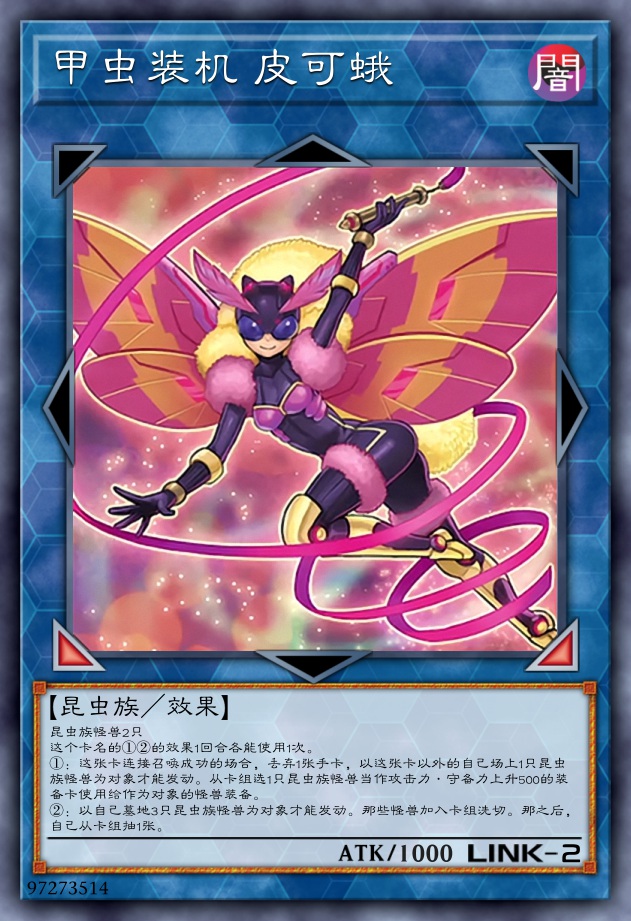 甲虫装机 皮可蛾
闇
【昆虫族／效果】
昆虫族怪兽2只
这个卡名的①②的效果1回合各能使用1次。
①：这张卡连接召唤成功的场合，丢弃1张手卡，以这张卡以外的自己场上1只昆虫
族怪兽为对象才能发动。从卡组选1只昆虫族怪兽当作攻击力·守备力上升500的装
备卡使用给作为对象的怪兽装备。
②：以自己墓地3只昆虫族怪兽为对象才能发动。那些怪兽加入卡组洗切。那之后，
自己从卡组抽1张。
ATK/1000 LINK-2
97273514